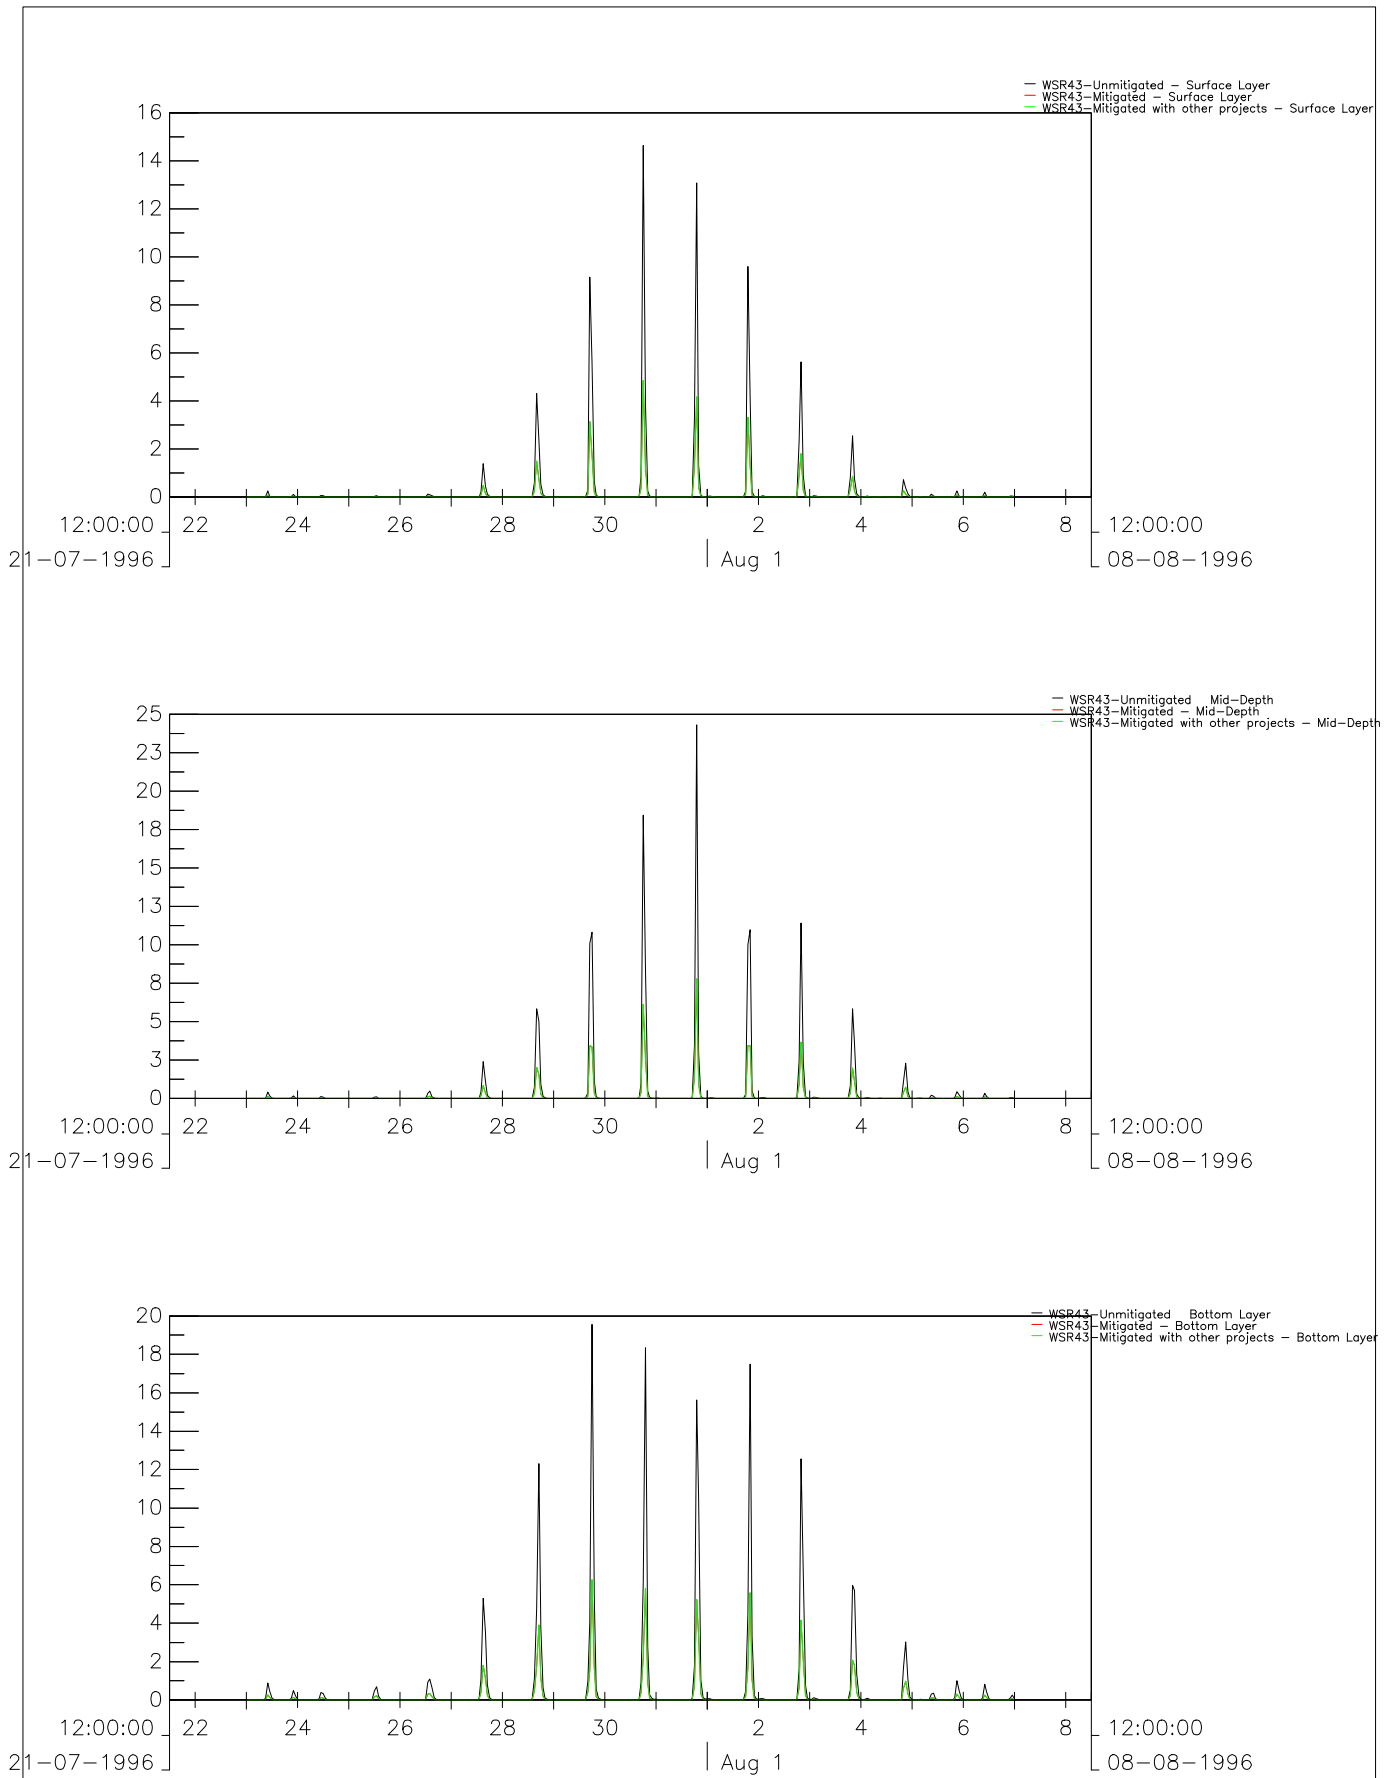 WSR43-Unmitigated - Surface Layer
WSR43-Mitigated - Surface Layer
WSR43-Mitigated with other projects - Surface Layer
16
14
12
10
8
6
4
2
0
12:00:00 22 24 26 28 30 2 4 6 8 12:00:00
21-07-1996 Aug 1 08-08-1996
WSR43-Unmitigated Mid-Depth
WSR43-Mitigated - Mid-Depth
WSR43-Mitigated with other projects - Mid-Depth
25
23
20
18
15
13
10
8
5
3
0
12:00:00 22 24 26 28 30 2 4 6 8 12:00:00
21-07-1996 Aug 1 08-08-1996
WSR43-Unmitigated Bottom Layer
WSR43-Mitigated - Bottom Layer
WSR43-Mitigated with other projects - Bottom Layer
20
18
16
14
12
10
8
6
4
2
0
12:00:00 22 24 26 28 30 2 4 6 8 12:00:00
21-07-1996 Aug 1 08-08-1996